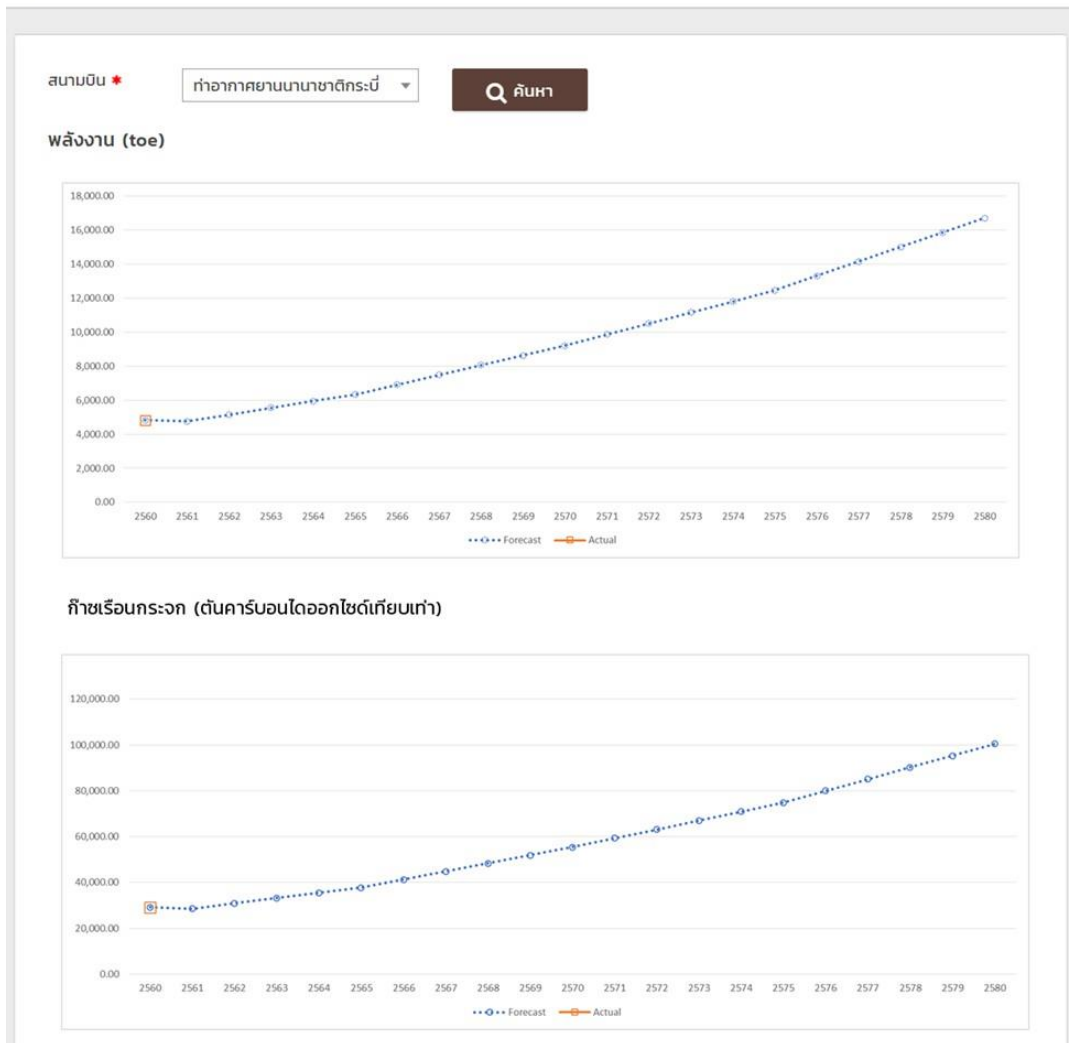 สนามบิน *
ท่าอากาศยานนานาชาติกระบี่
ค้นหา
พลังงาน (toe)
18,000.00
16,000.00
14,000.00
12,000.00
10,000.00
8,000.00
6,000.00
4,000.00
2,000.00
0.00
2560 2561 2562 2563 2564 2565 2566 2567 2568 2569 2570 2571 2572 2573 2574 2575 2576 2577 2578 2579 2580
Forecast Actual
ก๊าซเรือนกระจก (ตันคาร์บอนไดออกไซด์เทียบเท่า)
120,000.00
100,000.00
80,000.00
60,000.00
40,000.00
20,000.00
0.00
2560 2561 2562 2563 2564 2565 2566 2567 2568 2569 2570 2571 2572 2573 2574 2575 2576 2577 2578 2579 2580
Forecast Actual